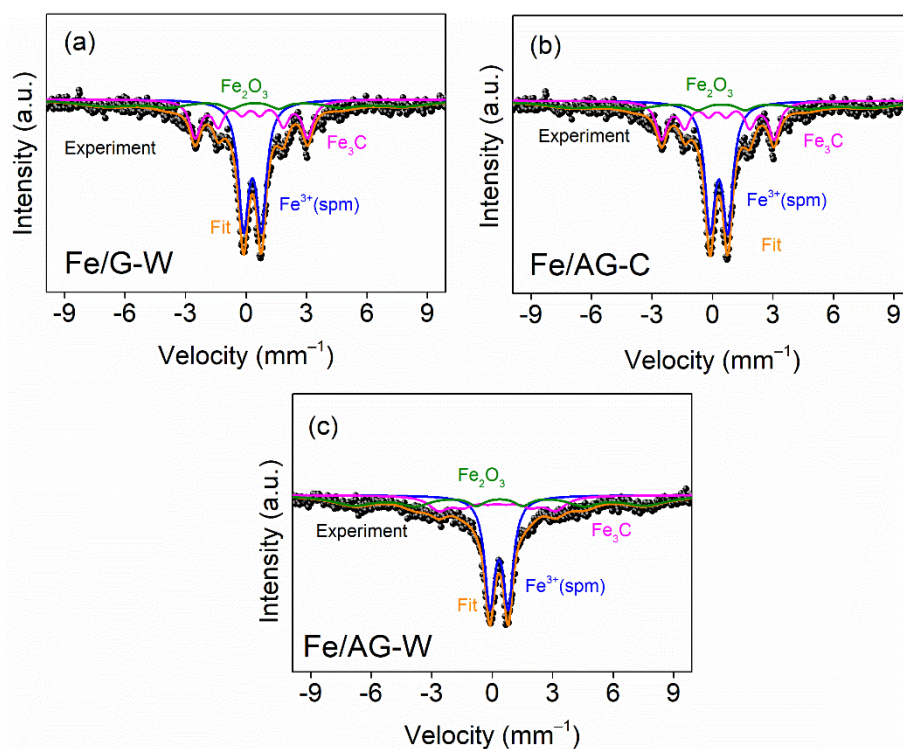 (a)
Fe₂O₃
Experiment
Fe₃C
Fe³⁺(spm)
Fit
Fe/G-W
Intensity (a.u.)
-9 -6 -3 0 3 6 9
Velocity (mm⁻¹)
(b)
Fe₂O₃
Experiment
Fe₃C
Fe³⁺(spm)
Fit
Fe/AG-C
Intensity (a.u.)
-9 -6 -3 0 3 6 9
Velocity (mm⁻¹)
(c)
Fe₂O₃
Experiment
Fe₃C
Fe³⁺(spm)
Fit
Fe/AG-W
Intensity (a.u.)
-9 -6 -3 0 3 6 9
Velocity (mm⁻¹)